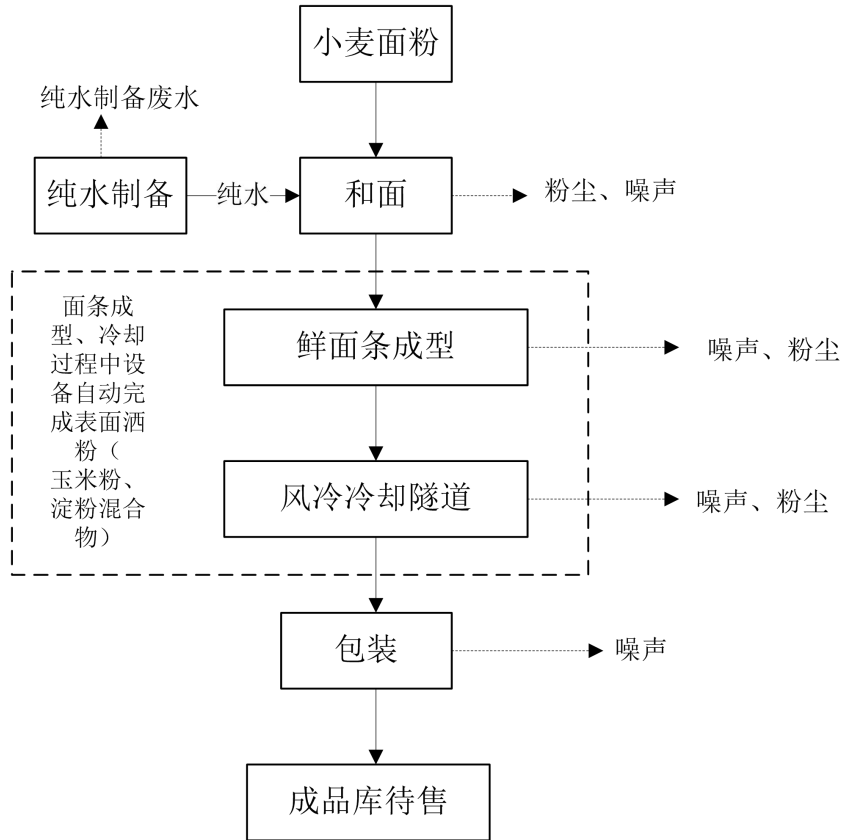 小麦面粉
纯水制备废水
纯水制备
纯水
和面
粉尘、噪声
面条成
型、冷却
过程中设
备自动完
成表面洒
粉（
玉米粉、
淀粉混合
物）
鲜面条成型
噪声、粉尘
风冷冷却隧道
噪声、粉尘
包装
噪声
成品库待售